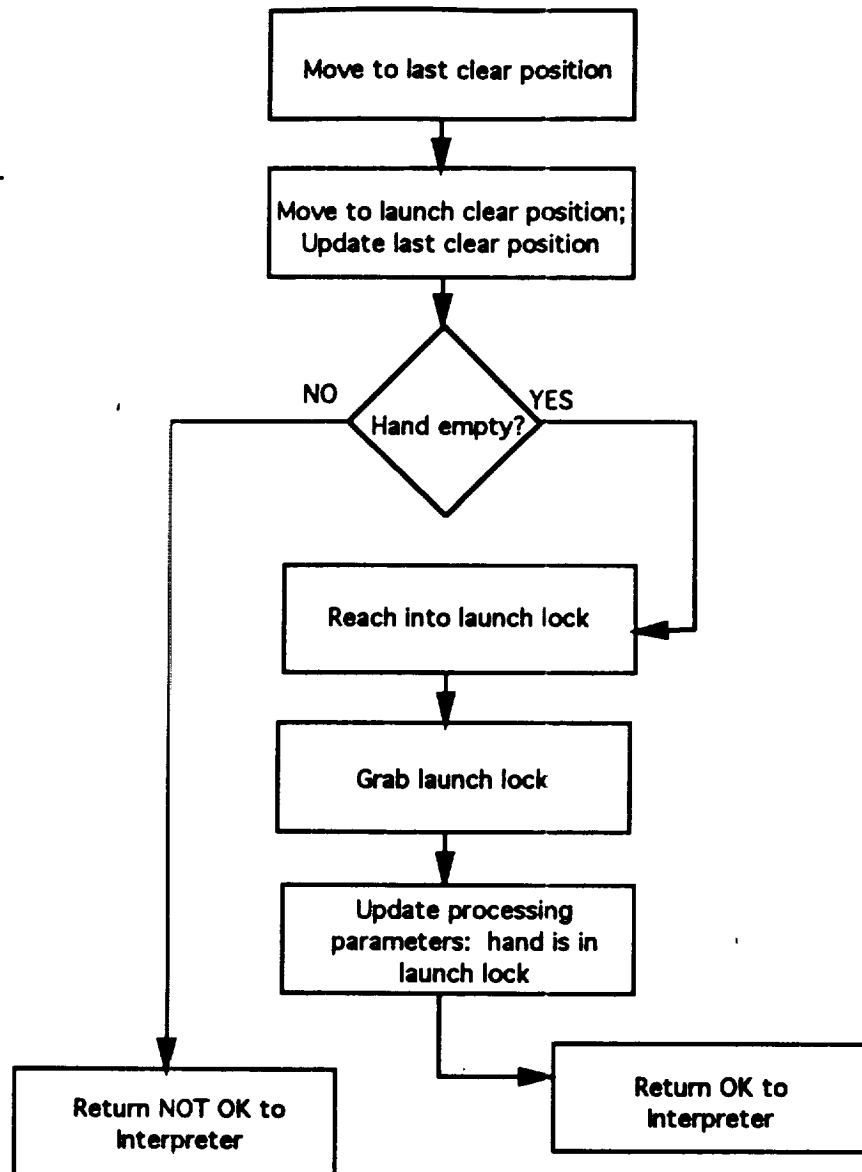 Move to last clear position
Move to launch clear position;
Update last clear position
NO
YES
Hand empty?
Reach into launch lock
Grab launch lock
Update processing
parameters: hand is in
launch lock
Return NOT OK to
Interpreter
Return OK to
Interpreter